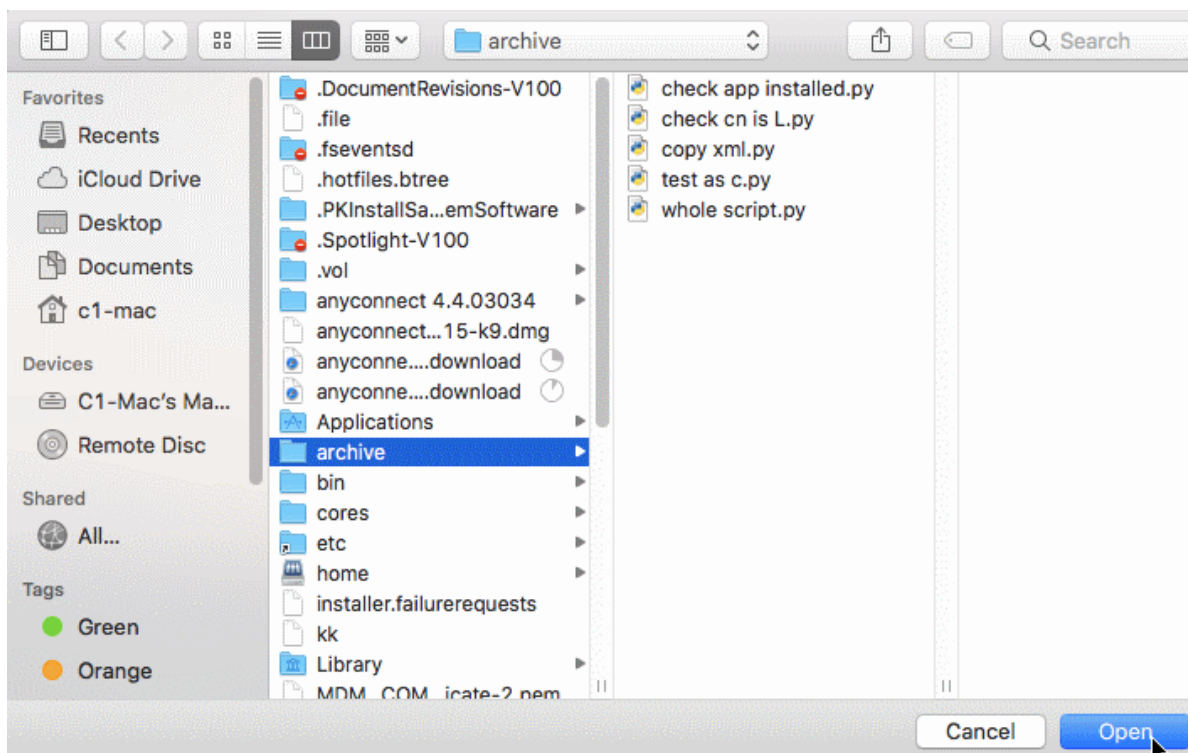 archive
Search
Favorites
Recents
iCloud Drive
Desktop
Documents
c1-mac
Devices
C1-Mac's Ma...
Remote Disc
Shared
All...
Tags
Green
Orange
.DocumentRevisions-V100
.file
.fseventsd
.hotfiles.btree
.PKInstallSa...emSoftware
.Spotlight-V100
.vol
anyconnect 4.4.03034
anyconnect...15-k9.dmg
anyconne....download
anyconne....download
Applications
archive
bin
cores
etc
home
installer.failurerequests
kk
Library
MDM_COM_icate-2.pem
check app installed.py
check cn is L.py
copy xml.py
test as c.py
whole script.py
Cancel
Open